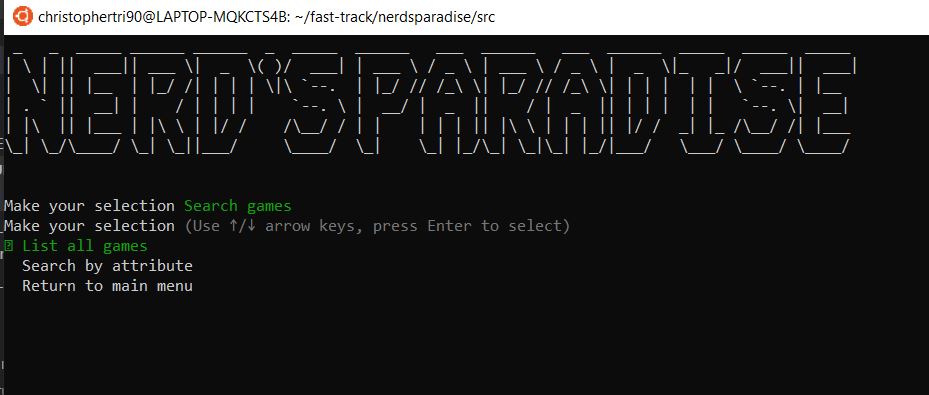 christophertri90@LAPTOP-MQKCTS4B: ~/fast-track/nerdsparadise/src
NERD'S PARADISE
Make your selection Search games
Make your selection (Use ↑/↓ arrow keys, press Enter to select)
List all games
Search by attribute
Return to main menu